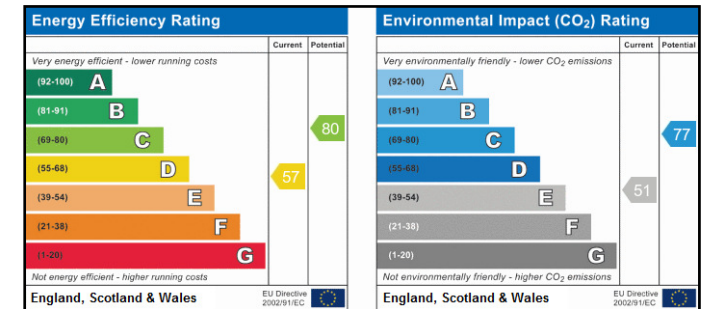 Energy Efficiency Rating
Current Potential
Very energy efficient - lower running costs
(92-100) A
(81-91) B
80
(69-80) C
(55-68) D
57
(39-54) E
(21-38) F
(1-20) G
Not energy efficient - higher running costs
England, Scotland & Wales
EU Directive
2002/91/EC
Environmental Impact (CO₂) Rating
Current Potential
Very environmentally friendly - lower CO₂ emissions
(92-100) A
(81-91) B
77
(69-80) C
(55-68) D
(39-54) E
51
(21-38) F
(1-20) G
Not environmentally friendly - higher CO₂ emissions
England, Scotland & Wales
EU Directive
2002/91/EC